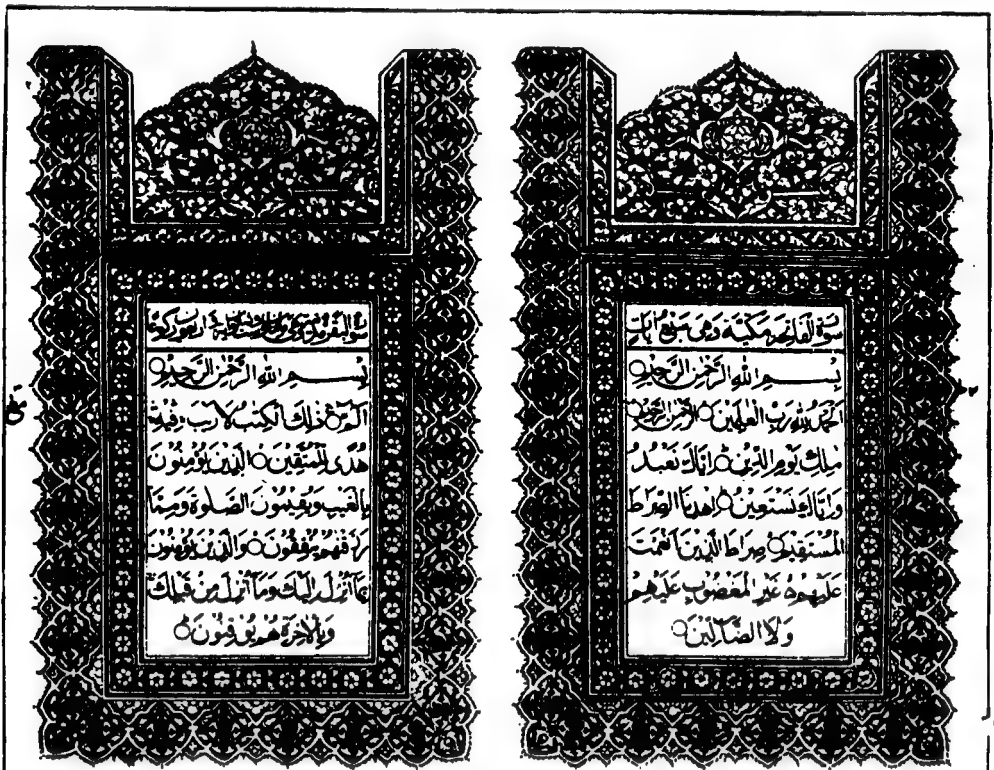 سورة الفاتحة مكية وهى سبع آيات
بسم الله الرحمن الرحيم
الحمد لله رب العلمين ○ الرحمن الرحيم ○
ملك يوم الدين ○ إياك نعبد
وإياك نستعين ○ اهدنا الصراط
المستقيم ○ صراط الذين أنعمت
عليهم ○ غير المغضوب عليهم
ولا الضالين ○
سورة البقرة
بسم الله الرحمن الرحيم
الم ○ ذلك الكتب لا ريب فيه
هدى للمتقين ○ الذين يؤمنون
بالغيب ويقيمون الصلوة ومما
رزقنهم ينفقون ○ والذين يؤمنون
بما أنزل إليك وما أنزل من قبلك
وبالآخرة هم يوقنون ○